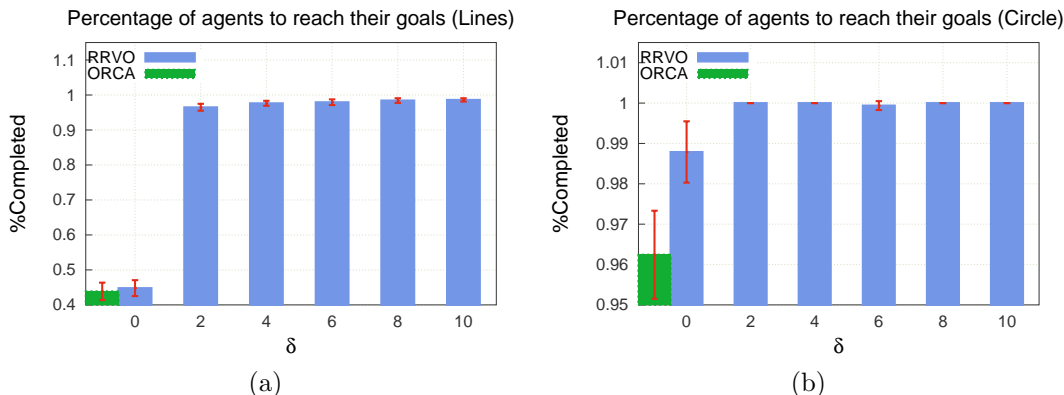 Percentage of agents to reach their goals (Lines)
RRVO
ORCA
1.1
1
0.9
0.8
0.7
0.6
0.5
0.4
%Completed
0 2 4 6 8 10
δ
(a)
Percentage of agents to reach their goals (Circle)
RRVO
ORCA
1.01
1
0.99
0.98
0.97
0.96
0.95
%Completed
0 2 4 6 8 10
δ
(b)